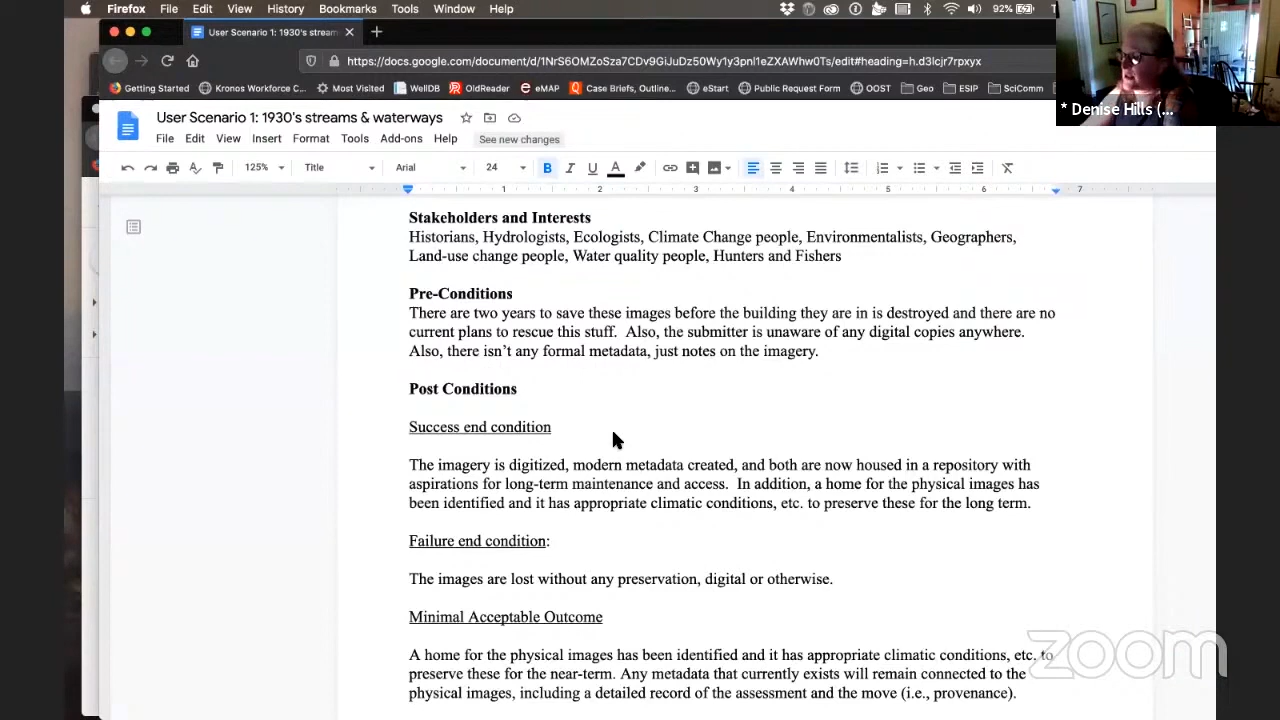 Firefox File Edit View History Bookmarks Tools Window Help 92%
User Scenario 1: 1930's stream
https://docs.google.com/document/d/1NrS6OMZoSza7CDv9GiJuDz50Wy1y3pnl1eZXAWhw0Ts/edit#heading=h.d3lcjr7rpxyx
Getting Started Kronos Workforce C... Most Visited WellDB OldReader eMAP Case Briefs, Outline... eStart Public Request Form OOST Geo ESIP SciComm
* Denise Hills (...
User Scenario 1: 1930's streams & waterways
File Edit View Insert Format Tools Add-ons Help See new changes
125% Title Arial 24 B I U A
1 2 3 4 5 6 7
Stakeholders and Interests
Historians, Hydrologists, Ecologists, Climate Change people, Environmentalists, Geographers,
Land-use change people, Water quality people, Hunters and Fishers
Pre-Conditions
There are two years to save these images before the building they are in is destroyed and there are no
current plans to rescue this stuff.  Also, the submitter is unaware of any digital copies anywhere.
Also, there isn't any formal metadata, just notes on the imagery.
Post Conditions
Success end condition
The imagery is digitized, modern metadata created, and both are now housed in a repository with
aspirations for long-term maintenance and access.  In addition, a home for the physical images has
been identified and it has appropriate climatic conditions, etc. to preserve these for the long term.
Failure end condition:
The images are lost without any preservation, digital or otherwise.
Minimal Acceptable Outcome
A home for the physical images has been identified and it has appropriate climatic conditions, etc. to
preserve these for the near-term. Any metadata that currently exists will remain connected to the
physical images, including a detailed record of the assessment and the move (i.e., provenance).
zoom